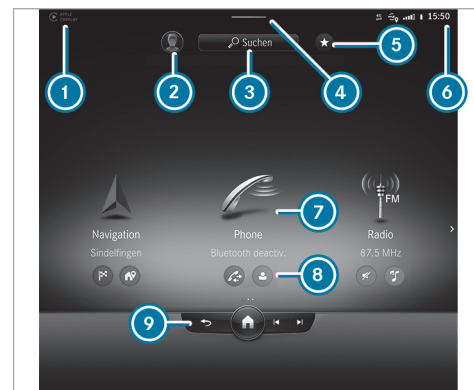 APPLE
CARPLAY
15:50
Suchen
1
2
3
4
5
6
FM
Navigation
Phone
Radio
7
Sindelfingen
Bluetooth deactiv.
87.5 MHz
8
9